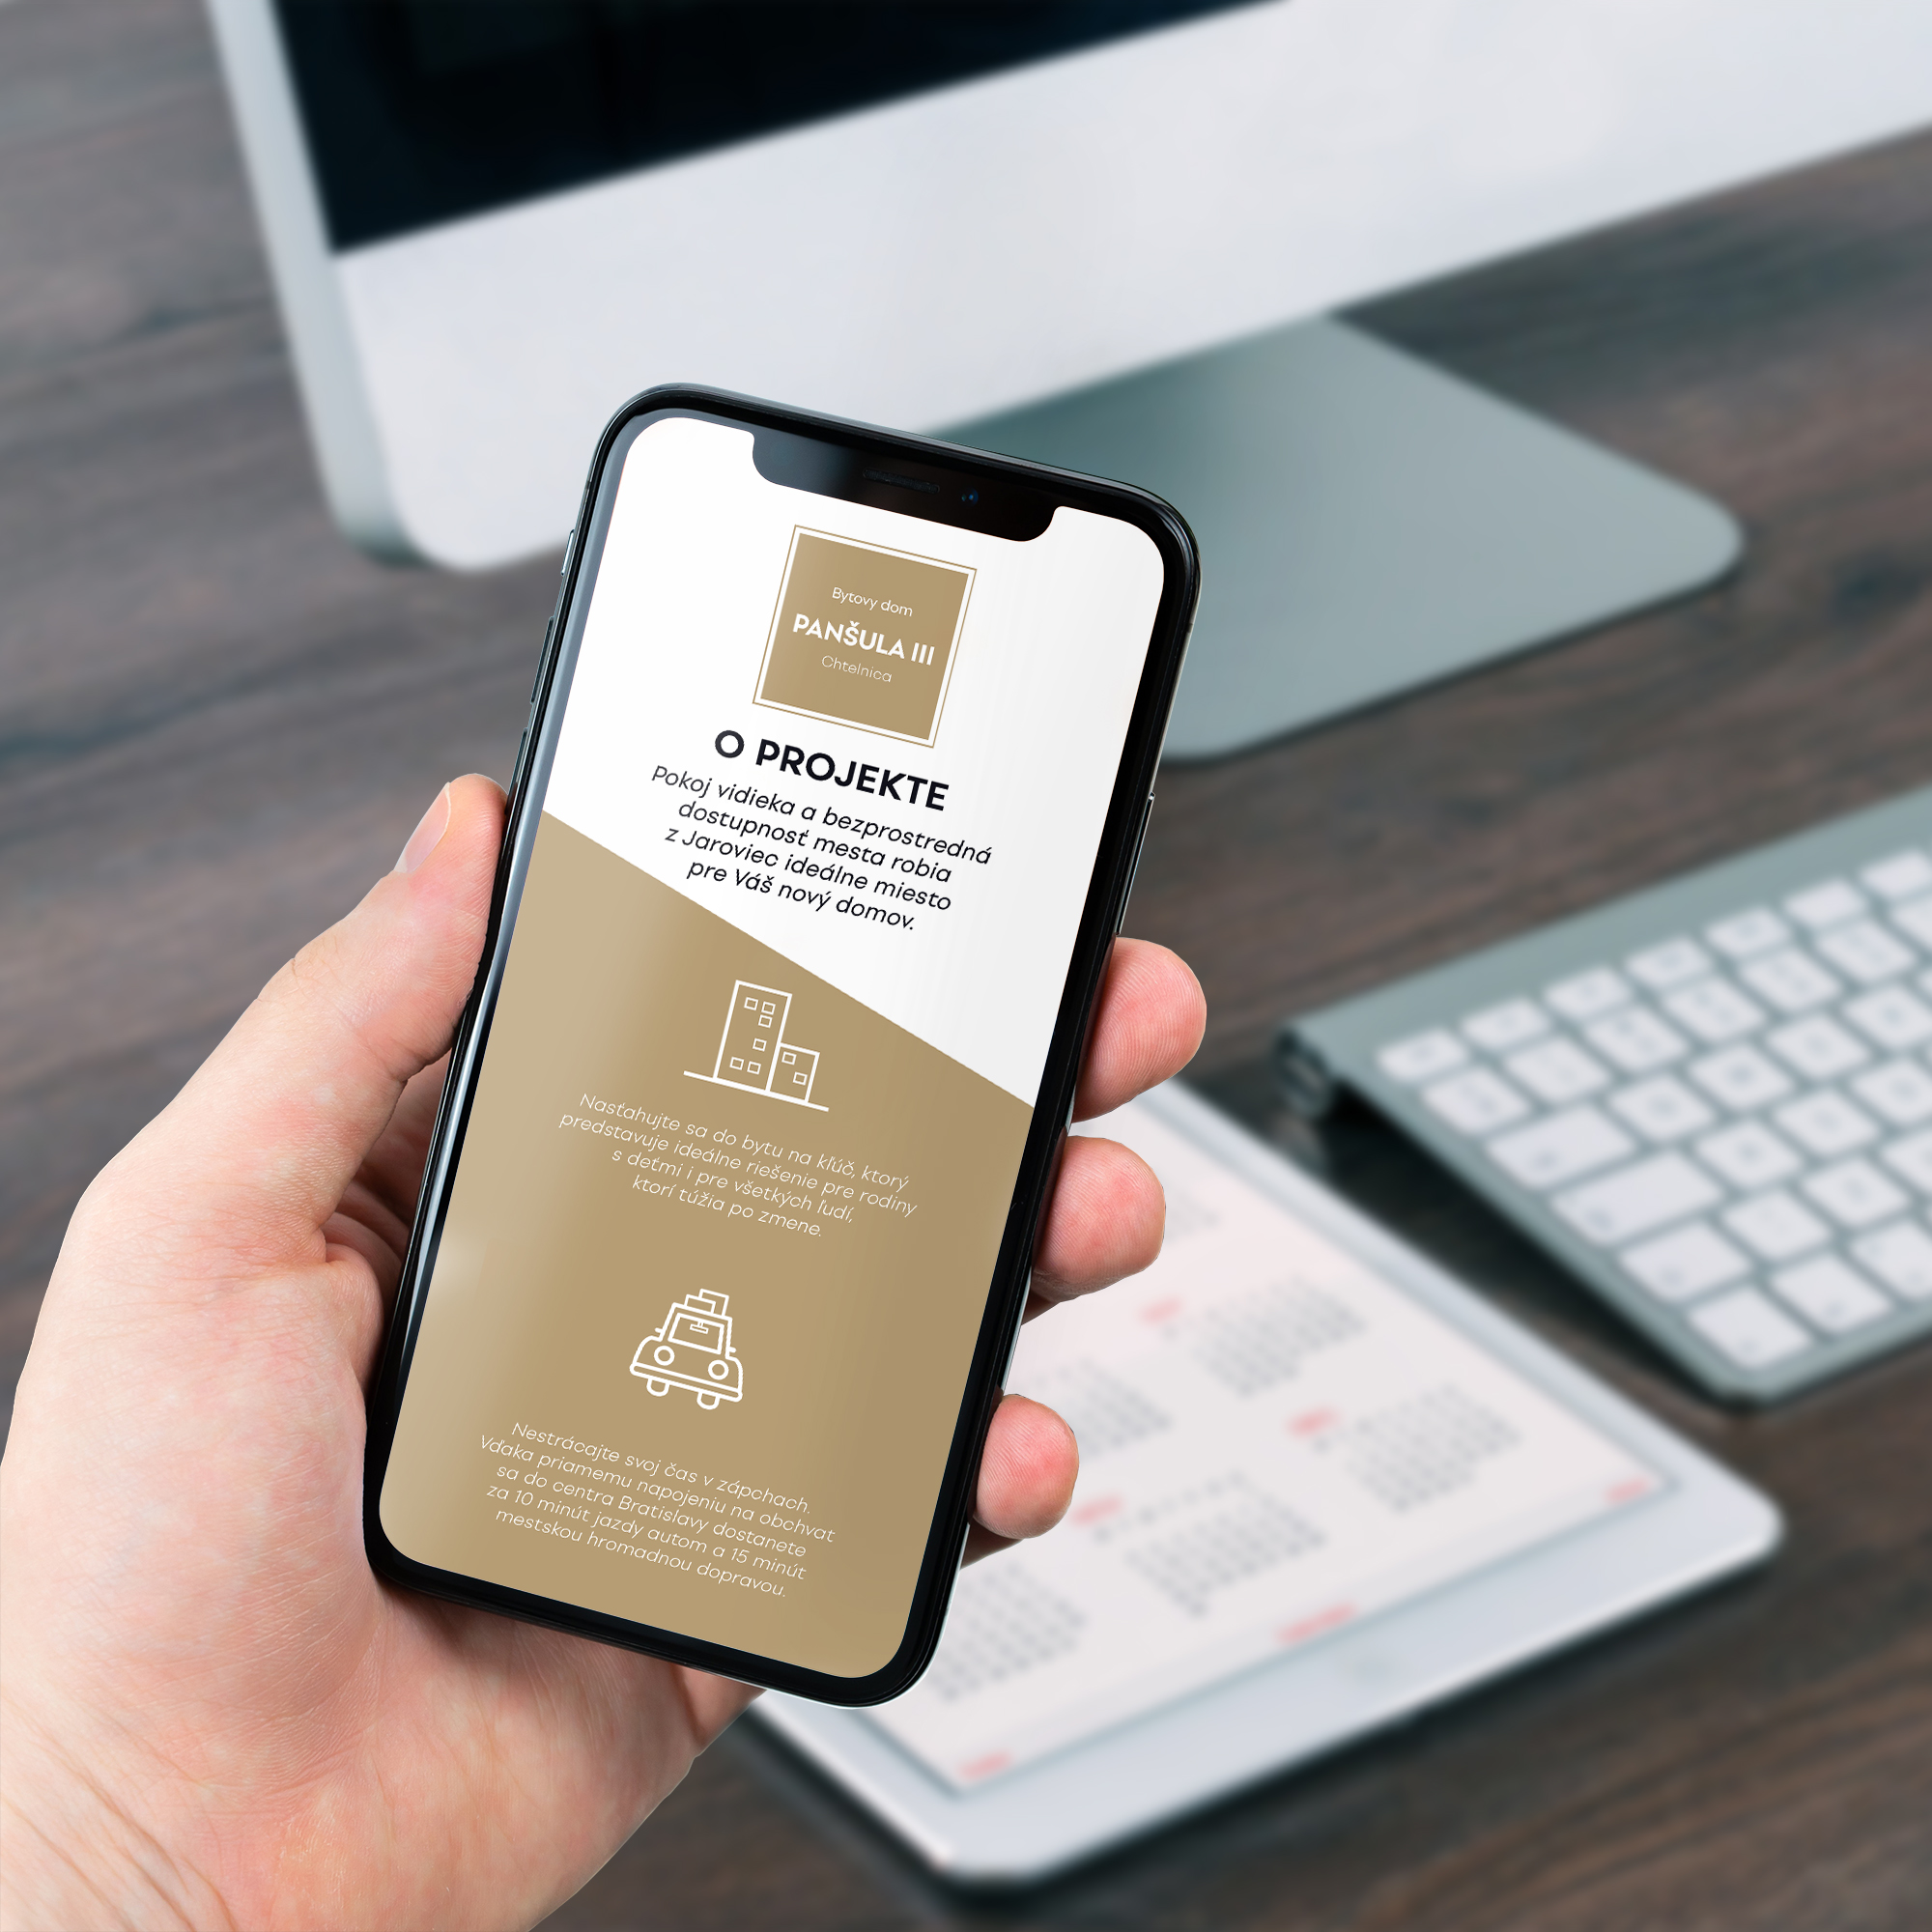 Bytovy dom
PANŠULA III
Chtelnica
O PROJEKTE
Pokoj vidieka a bezprostredná
dostupnosť mesta robia
z Jaroviec ideálne miesto
pre Váš nový domov.
Nasťahujte sa do bytu na kľúč, ktorý
predstavuje ideálne riešenie pre rodiny
s deťmi i pre všetkých ľudí,
ktorí túžia po zmene.
Nestrácajte svoj čas v zápchach.
Vďaka priamemu napojeniu na obchvat
sa do centra Bratislavy dostanete
za 10 minút jazdy autom a 15 minút
mestskou hromadnou dopravou.